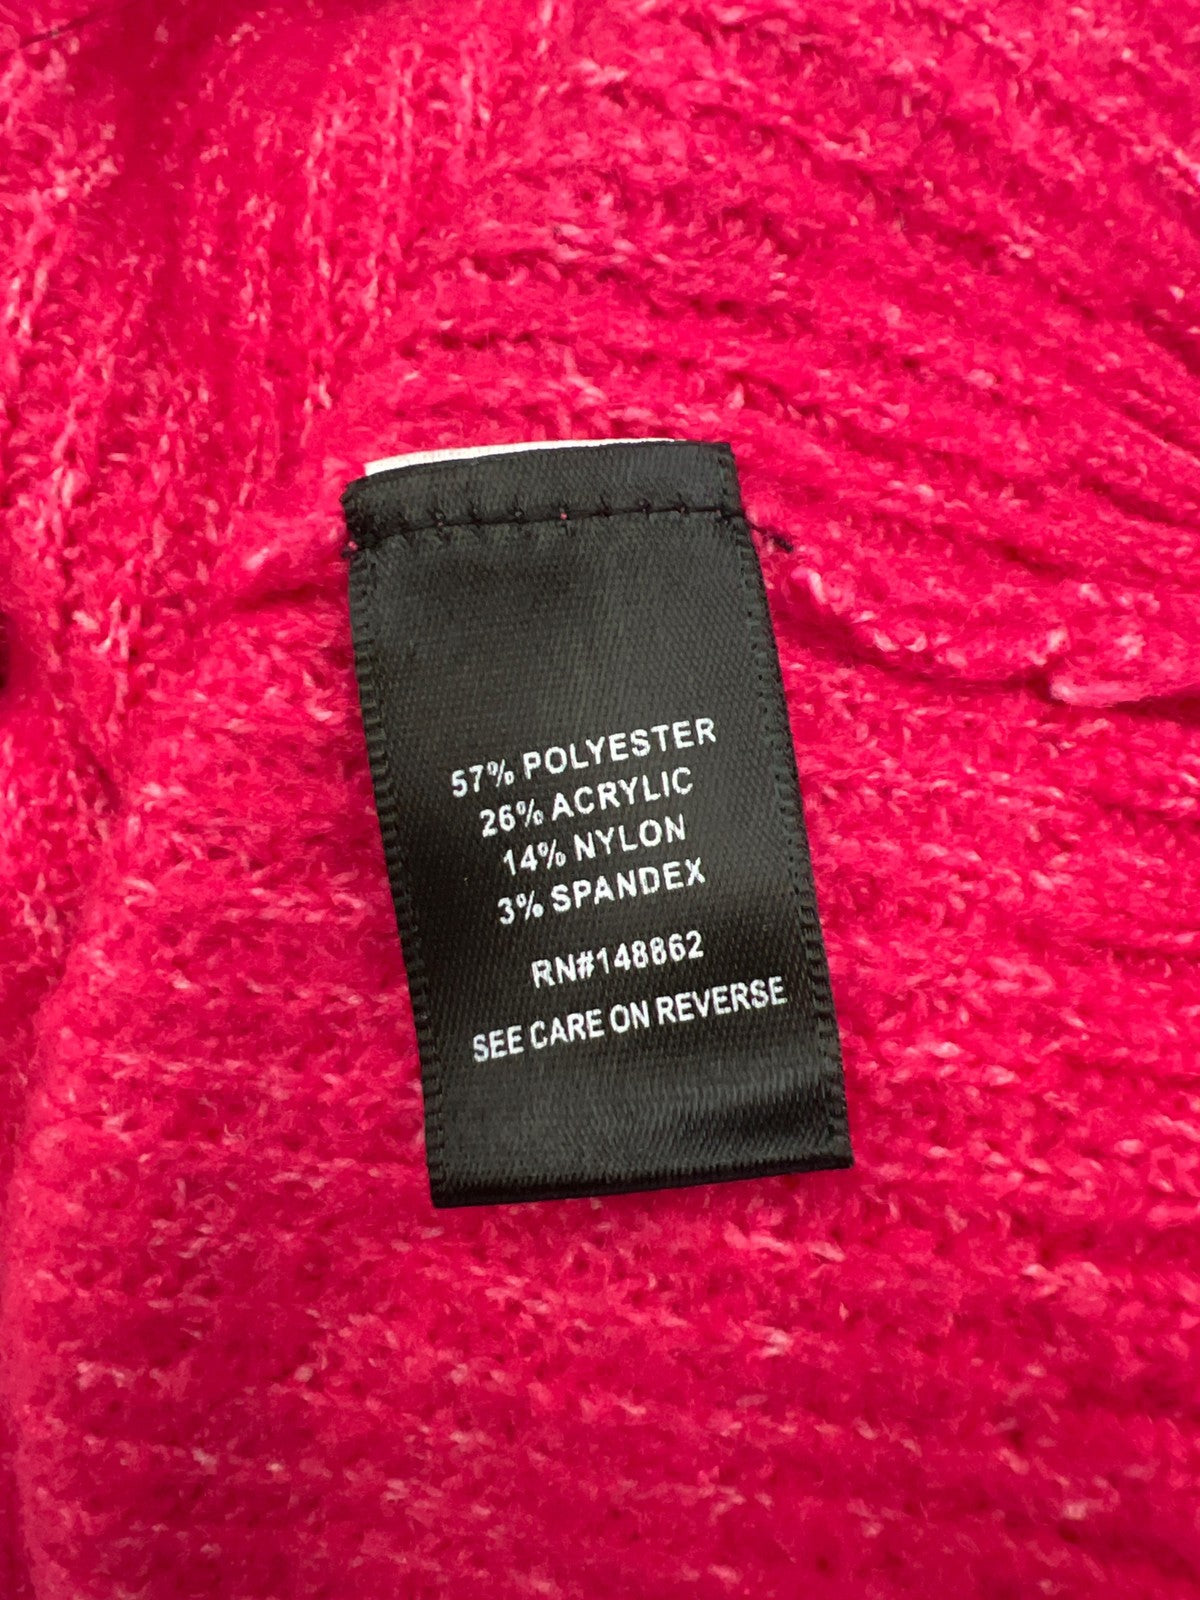 57% POLYESTER
26% ACRYLIC
14% NYLON
3% SPANDEX
RN#148862
SEE CARE ON REVERSE